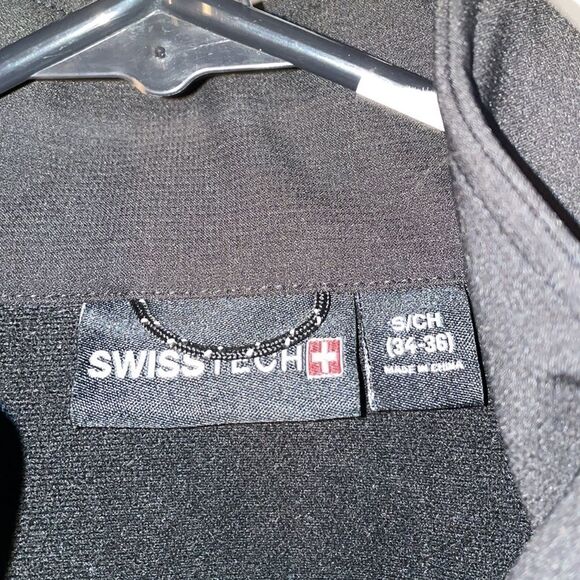 SWISSTECH
S/CH
(34-36)
MADE IN CHINA